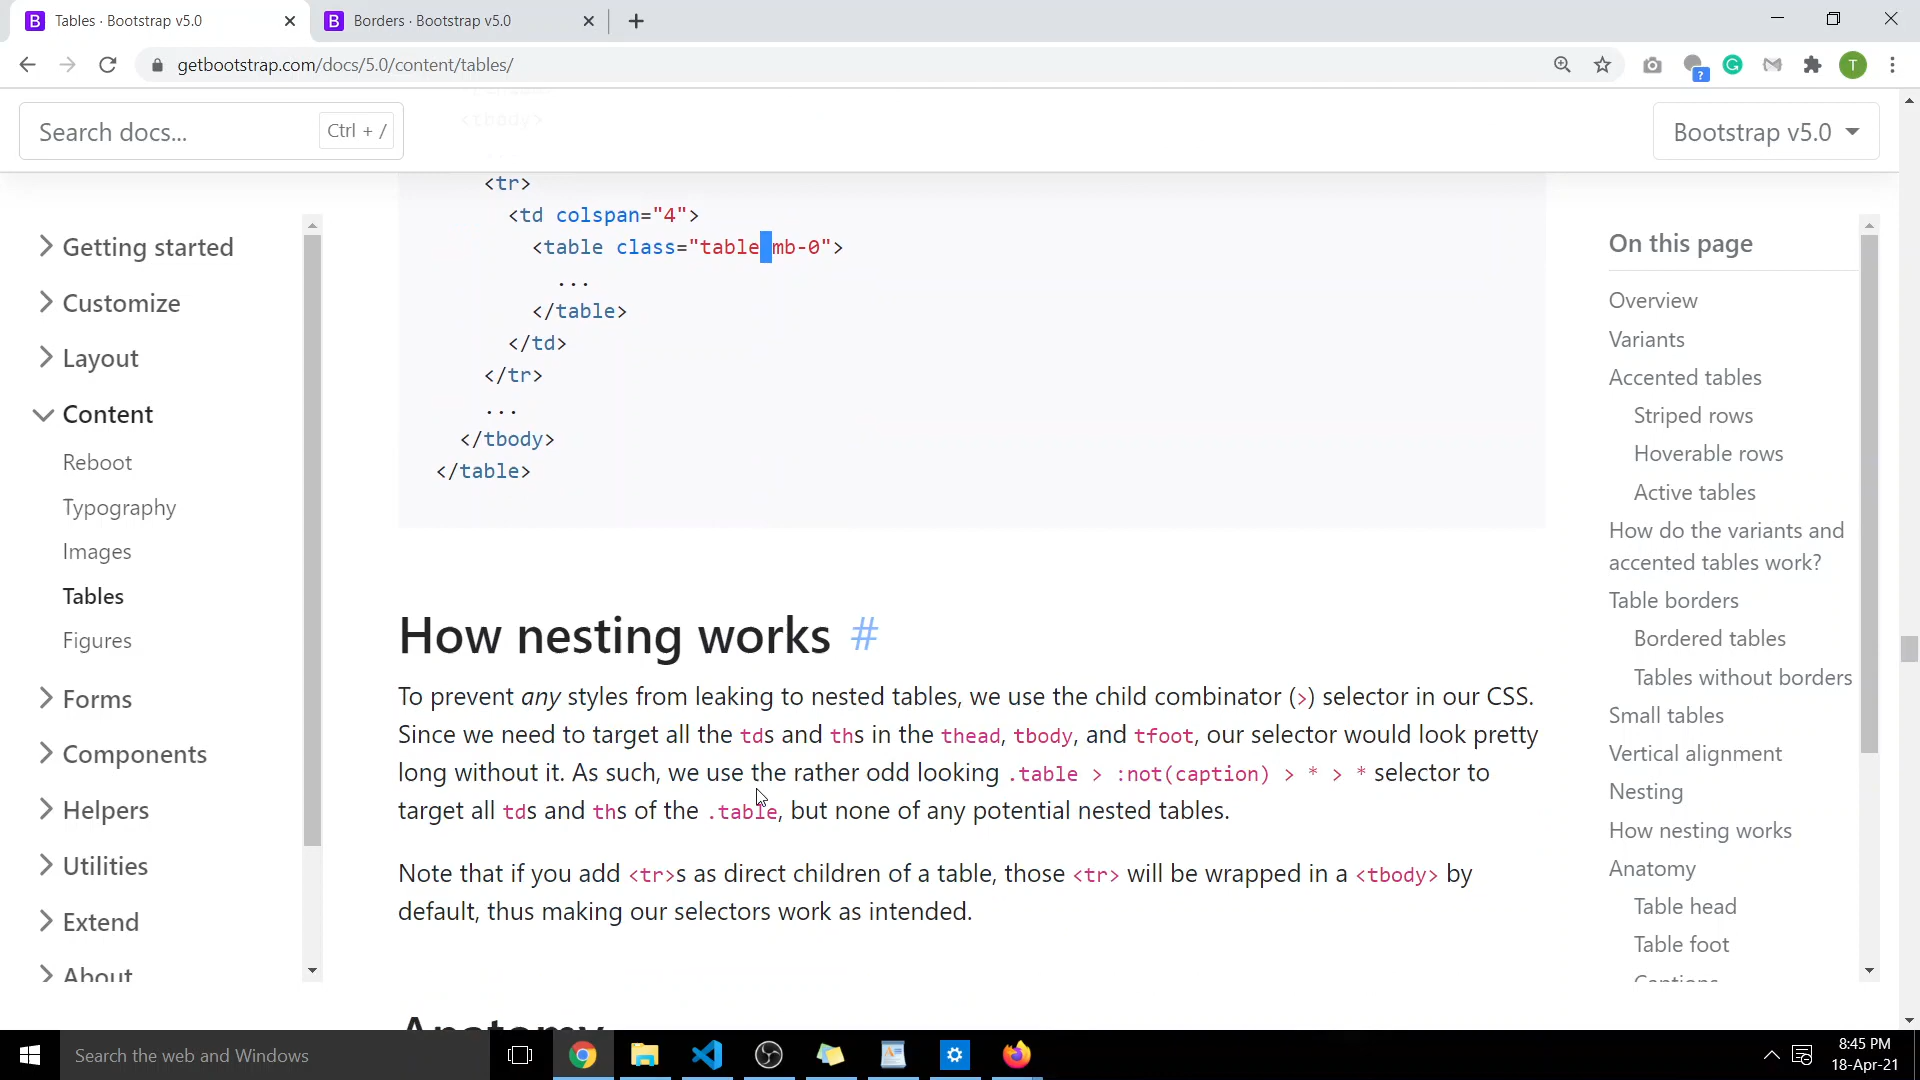 Tables · Bootstrap v5.0
Borders · Bootstrap v5.0
getbootstrap.com/docs/5.0/content/tables/
T
Search docs...
Ctrl + /
Bootstrap v5.0
<tbody>
Getting started
Customize
Layout
Content
Reboot
Typography
Images
Tables
Figures
Forms
Components
Helpers
Utilities
Extend
About
<tr>
<td colspan="4">
<table class="table mb-0">
...
</table>
</td>
</tr>
...
</tbody>
</table>
How nesting works #
To prevent any styles from leaking to nested tables, we use the child combinator (>) selector in our CSS.
Since we need to target all the tds and ths in the thead, tbody, and tfoot, our selector would look pretty
long without it. As such, we use the rather odd looking .table > :not(caption) > * > * selector to
target all tds and ths of the .table, but none of any potential nested tables.
Note that if you add <tr>s as direct children of a table, those <tr> will be wrapped in a <tbody> by
default, thus making our selectors work as intended.
Anatomy
On this page
Overview
Variants
Accented tables
Striped rows
Hoverable rows
Active tables
How do the variants and
accented tables work?
Table borders
Bordered tables
Tables without borders
Small tables
Vertical alignment
Nesting
How nesting works
Anatomy
Table head
Table foot
Captions
Search the web and Windows
8:45 PM
18-Apr-21